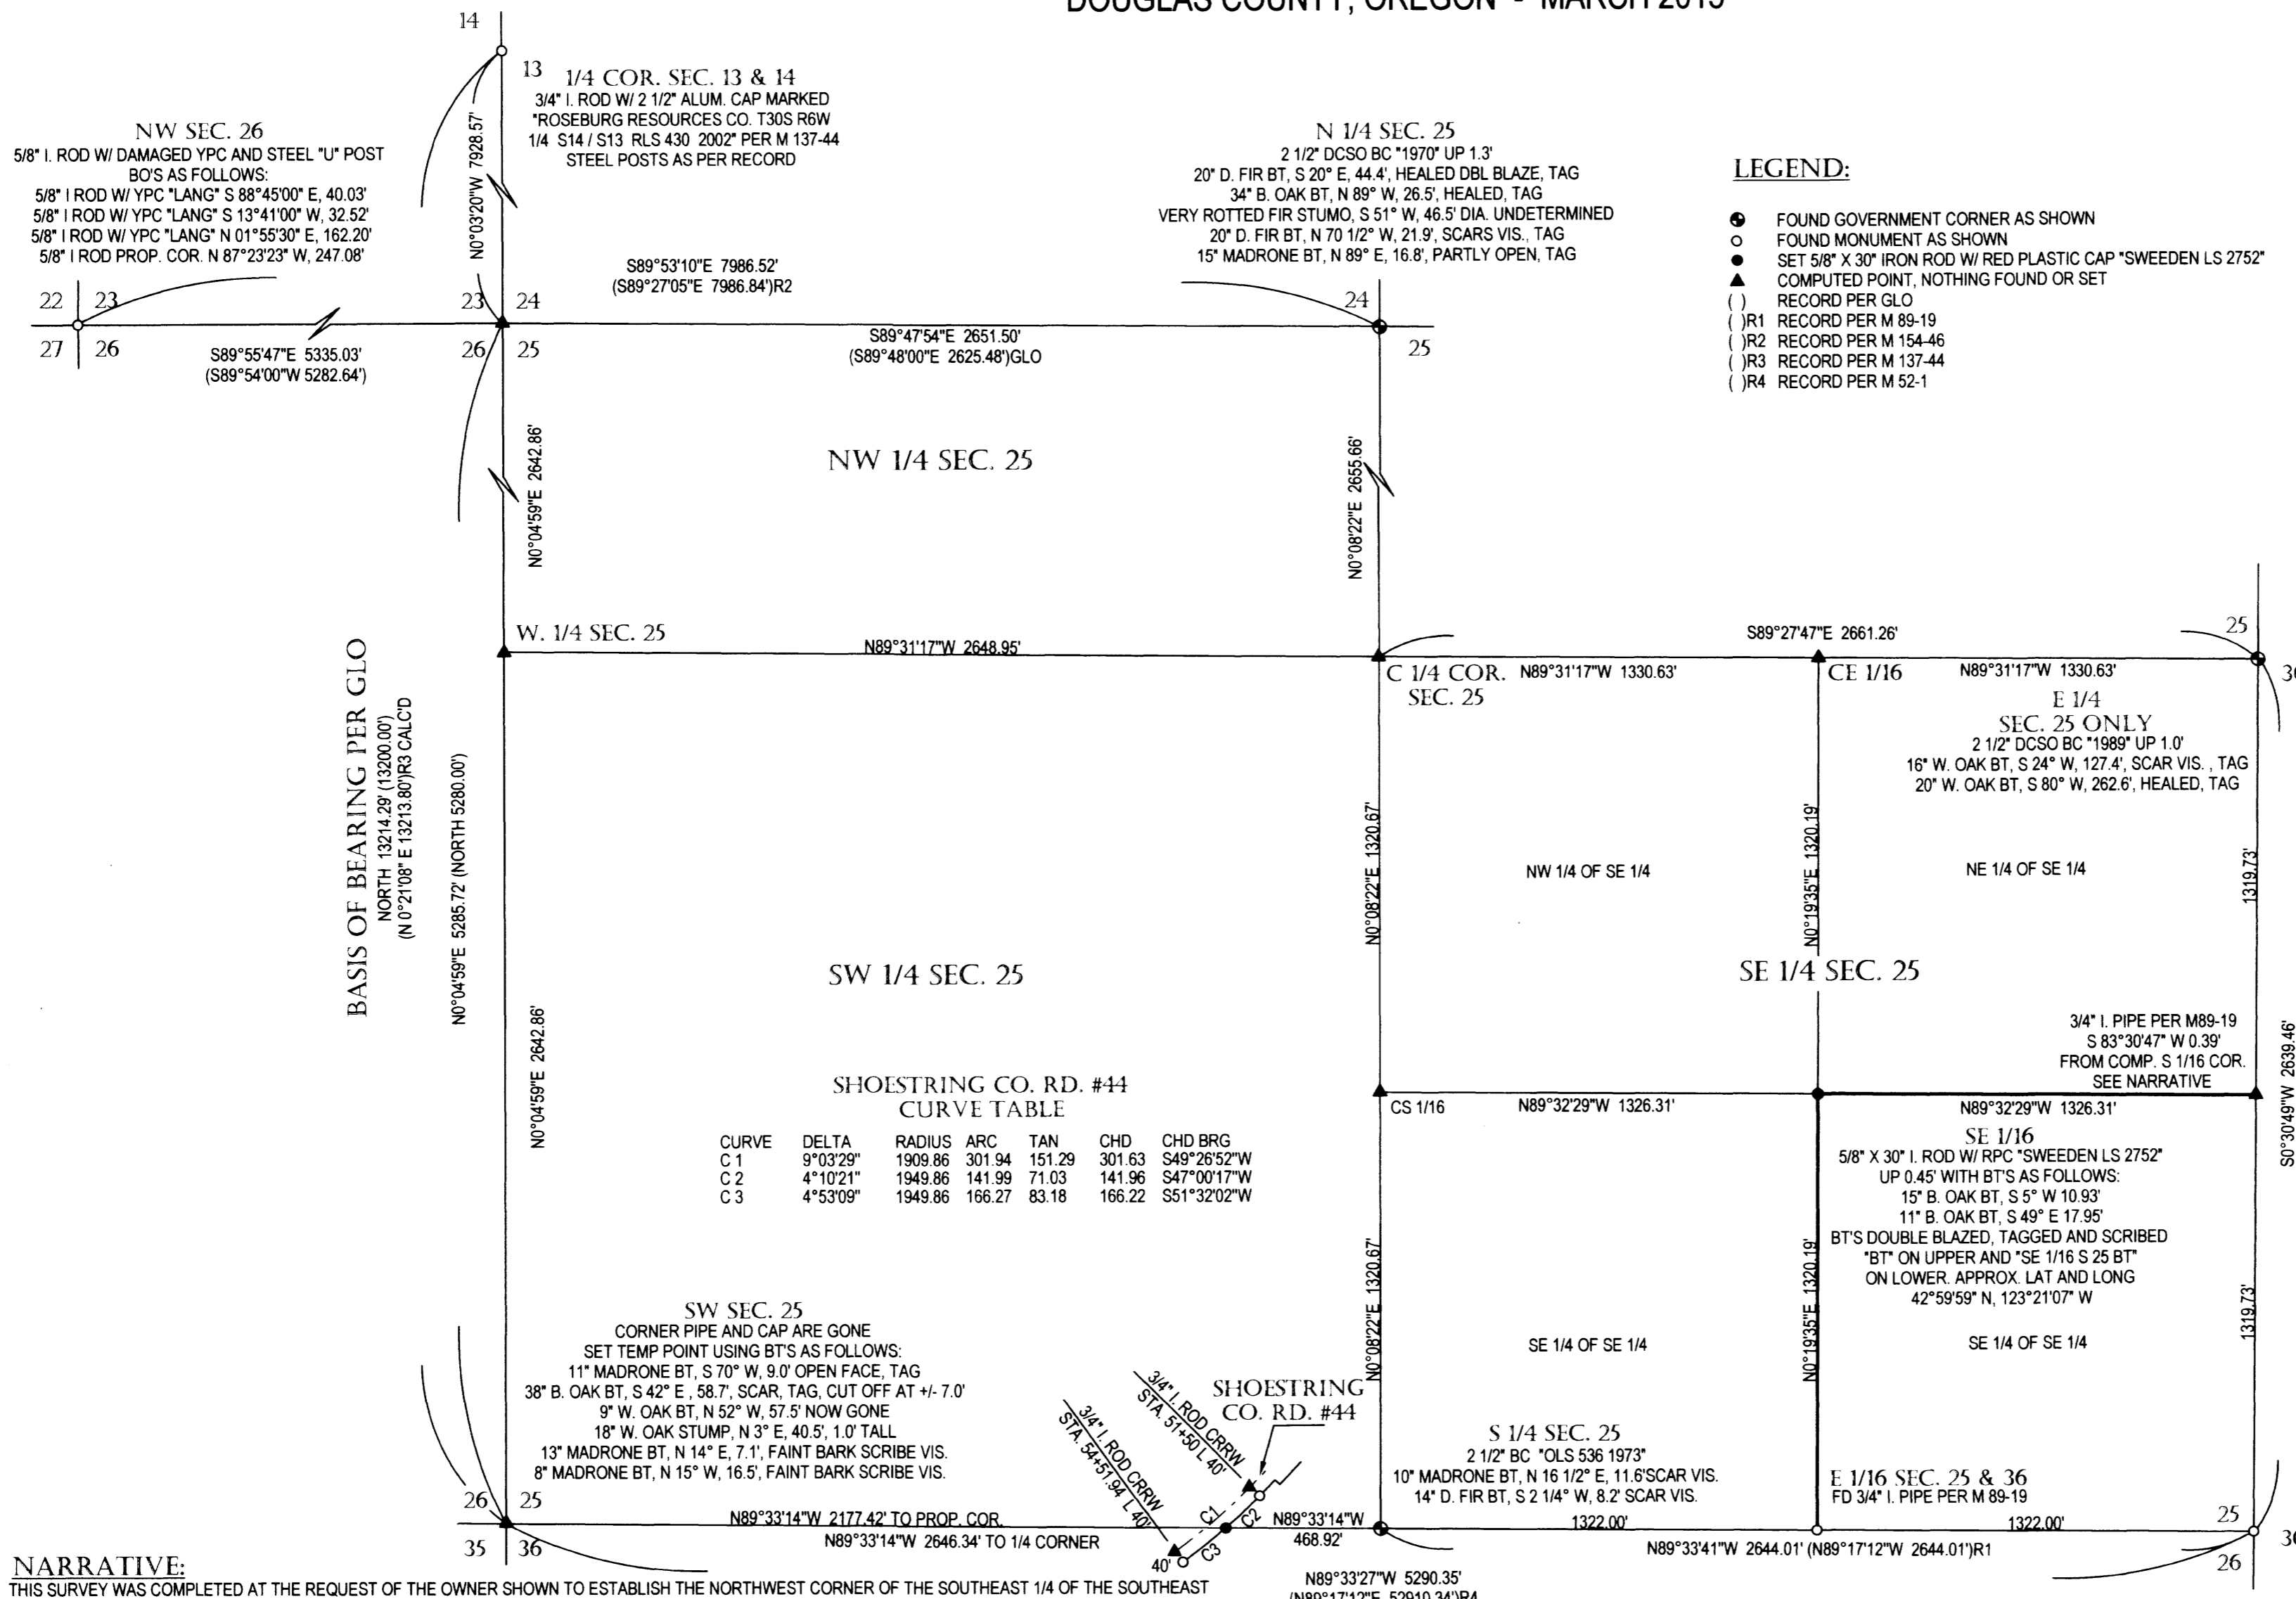 DOUGLAS COUNTY, OREGON - MARCH 2015
14
13
1/4 COR. SEC. 13 & 14
3/4" I. ROD W/ 2 1/2" ALUM. CAP MARKED
"ROSEBURG RESOURCES CO. T30S R6W
1/4 S14 / S13 RLS 430 2002" PER M 137-44
STEEL POSTS AS PER RECORD
N0°03'20"W 7928.57'
NW SEC. 26
5/8" I. ROD W/ DAMAGED YPC AND STEEL "U" POST
BO'S AS FOLLOWS:
5/8" I ROD W/ YPC "LANG" S 88°45'00" E, 40.03'
5/8" I ROD W/ YPC "LANG" S 13°41'00" W, 32.52'
5/8" I ROD W/ YPC "LANG" N 01°55'30" E, 162.20'
5/8" I ROD PROP. COR. N 87°23'23" W, 247.08'
22 23
27 26
S89°55'47"E 5335.03'
(S89°54'00"W 5282.64')
23 24
26 25
S89°53'10"E 7986.52'
(S89°27'05"E 7986.84')R2
S89°47'54"E 2651.50'
(S89°48'00"E 2625.48')GLO
N 1/4 SEC. 25
2 1/2" DCSO BC "1970" UP 1.3'
20" D. FIR BT, S 20° E, 44.4', HEALED DBL BLAZE, TAG
34" B. OAK BT, N 89° W, 26.5', HEALED, TAG
VERY ROTTED FIR STUMO, S 51° W, 46.5' DIA. UNDETERMINED
20" D. FIR BT, N 70 1/2° W, 21.9', SCARS VIS., TAG
15" MADRONE BT, N 89° E, 16.8', PARTLY OPEN, TAG
24
25
LEGEND:
FOUND GOVERNMENT CORNER AS SHOWN
FOUND MONUMENT AS SHOWN
SET 5/8" X 30" IRON ROD W/ RED PLASTIC CAP "SWEEDEN LS 2752"
COMPUTED POINT, NOTHING FOUND OR SET
( ) RECORD PER GLO
( )R1 RECORD PER M 89-19
( )R2 RECORD PER M 154-46
( )R3 RECORD PER M 137-44
( )R4 RECORD PER M 52-1
N0°04'59"E 2642.86'
NW 1/4 SEC. 25
N0°08'22"E 2655.66'
W. 1/4 SEC. 25
N89°31'17"W 2648.95'
C 1/4 COR.
SEC. 25
N89°31'17"W 1330.63'
S89°27'47"E 2661.26'
CE 1/16
N89°31'17"W 1330.63'
25
E 1/4
SEC. 25 ONLY
2 1/2" DCSO BC "1989" UP 1.0'
16" W. OAK BT, S 24° W, 127.4', SCAR VIS. , TAG
20" W. OAK BT, S 80° W, 262.6', HEALED, TAG
BASIS OF BEARING PER GLO
NORTH 13214.29' (13200.00')
(N 0°21'08" E 13213.80')R3 CALC'D
N0°04'59"E 5285.72' (NORTH 5280.00')
N0°04'59"E 2642.86'
SW 1/4 SEC. 25
N0°08'22"E 1320.67'
NW 1/4 OF SE 1/4
N0°19'35"E 1320.19'
NE 1/4 OF SE 1/4
1319.73'
SE 1/4 SEC. 25
3/4" I. PIPE PER M89-19
S 83°30'47" W 0.39'
FROM COMP. S 1/16 COR.
SEE NARRATIVE
S0°30'49"W 2639.46'
SHOESTRING CO. RD. #44
CURVE TABLE
CURVE DELTA RADIUS ARC TAN CHD CHD BRG
C 1 9°03'29" 1909.86 301.94 151.29 301.63 S49°26'52"W
C 2 4°10'21" 1949.86 141.99 71.03 141.96 S47°00'17"W
C 3 4°53'09" 1949.86 166.27 83.18 166.22 S51°32'02"W
CS 1/16
N89°32'29"W 1326.31'
N89°32'29"W 1326.31'
SE 1/16
5/8" X 30" I. ROD W/ RPC "SWEEDEN LS 2752"
UP 0.45' WITH BT'S AS FOLLOWS:
15" B. OAK BT, S 5° W 10.93'
11" B. OAK BT, S 49° E 17.95'
BT'S DOUBLE BLAZED, TAGGED AND SCRIBED
"BT" ON UPPER AND "SE 1/16 S 25 BT"
ON LOWER. APPROX. LAT AND LONG
42°59'59" N, 123°21'07" W
N0°08'22"E 1320.67'
SE 1/4 OF SE 1/4
N0°19'35"E 1320.19'
SE 1/4 OF SE 1/4
1319.73'
SW SEC. 25
CORNER PIPE AND CAP ARE GONE
SET TEMP POINT USING BT'S AS FOLLOWS:
11" MADRONE BT, S 70° W, 9.0' OPEN FACE, TAG
38" B. OAK BT, S 42° E , 58.7', SCAR, TAG, CUT OFF AT +/- 7.0'
9" W. OAK BT, N 52° W, 57.5' NOW GONE
18" W. OAK STUMP, N 3° E, 40.5', 1.0' TALL
13" MADRONE BT, N 14° E, 7.1', FAINT BARK SCRIBE VIS.
8" MADRONE BT, N 15° W, 16.5', FAINT BARK SCRIBE VIS.
26 25
35 36
N89°33'14"W 2177.42' TO PROP. COR.
N89°33'14"W 2646.34' TO 1/4 CORNER
3/4" I. ROD CRRW
STA. 54+51.94 L 40'
3/4" I. ROD CRRW
STA. 51+50 L 40'
SHOESTRING
CO. RD. #44
C1
C2
C3
40'
N89°33'14"W
468.92'
S 1/4 SEC. 25
2 1/2" BC "OLS 536 1973"
10" MADRONE BT, N 16 1/2° E, 11.6'SCAR VIS.
14" D. FIR BT, S 2 1/4° W, 8.2' SCAR VIS.
1322.00'
E 1/16 SEC. 25 & 36
FD 3/4" I. PIPE PER M 89-19
1322.00'
25
26
N89°33'41"W 2644.01' (N89°17'12"W 2644.01')R1
N89°33'27"W 5290.35'
(N89°17'12"E 52910.34')R4
NARRATIVE:
THIS SURVEY WAS COMPLETED AT THE REQUEST OF THE OWNER SHOWN TO ESTABLISH THE NORTHWEST CORNER OF THE SOUTHEAST 1/4 OF THE SOUTHEAST